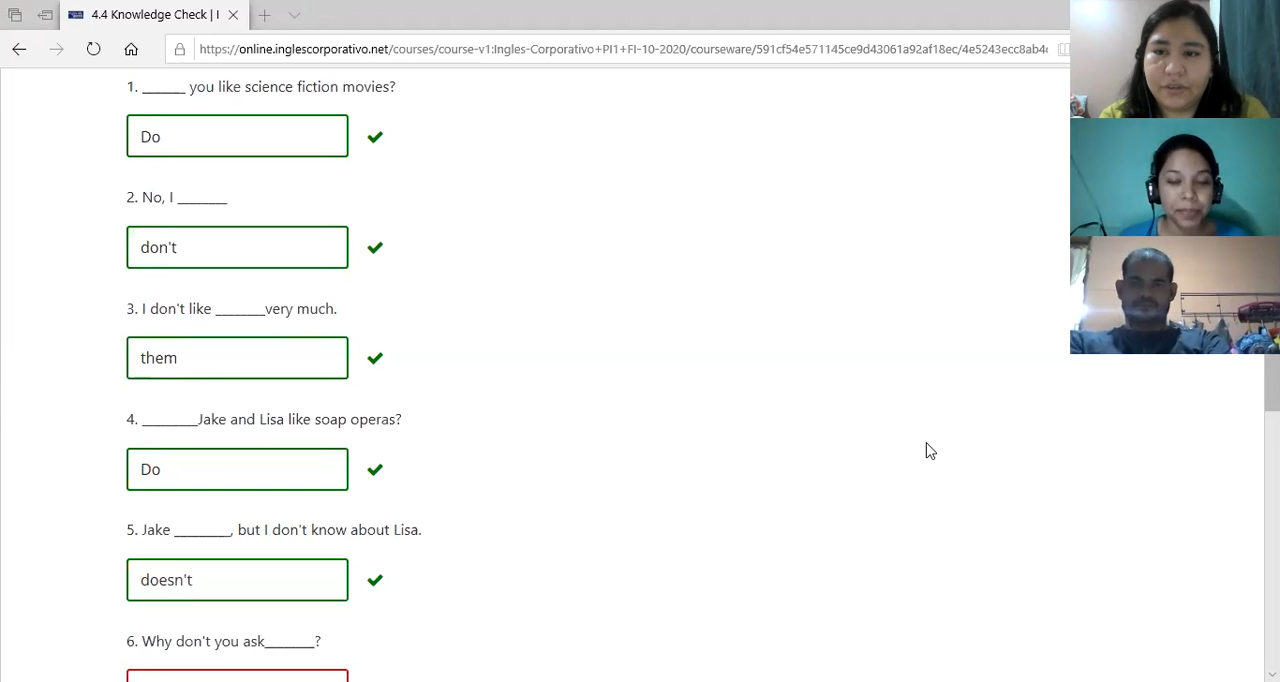 4.4 Knowledge Check | I
https://online.inglescorporativo.net/courses/course-v1:Ingles-Corporativo+PI1+FI-10-2020/courseware/591cf54e571145ce9d43061a92af18ec/4e5243ecc8ab4c
1. ______ you like science fiction movies?
Do
2. No, I _______
don't
3. I don't like _______very much.
them
4. ________Jake and Lisa like soap operas?
Do
5. Jake ________, but I don't know about Lisa.
doesn't
6. Why don't you ask_______?